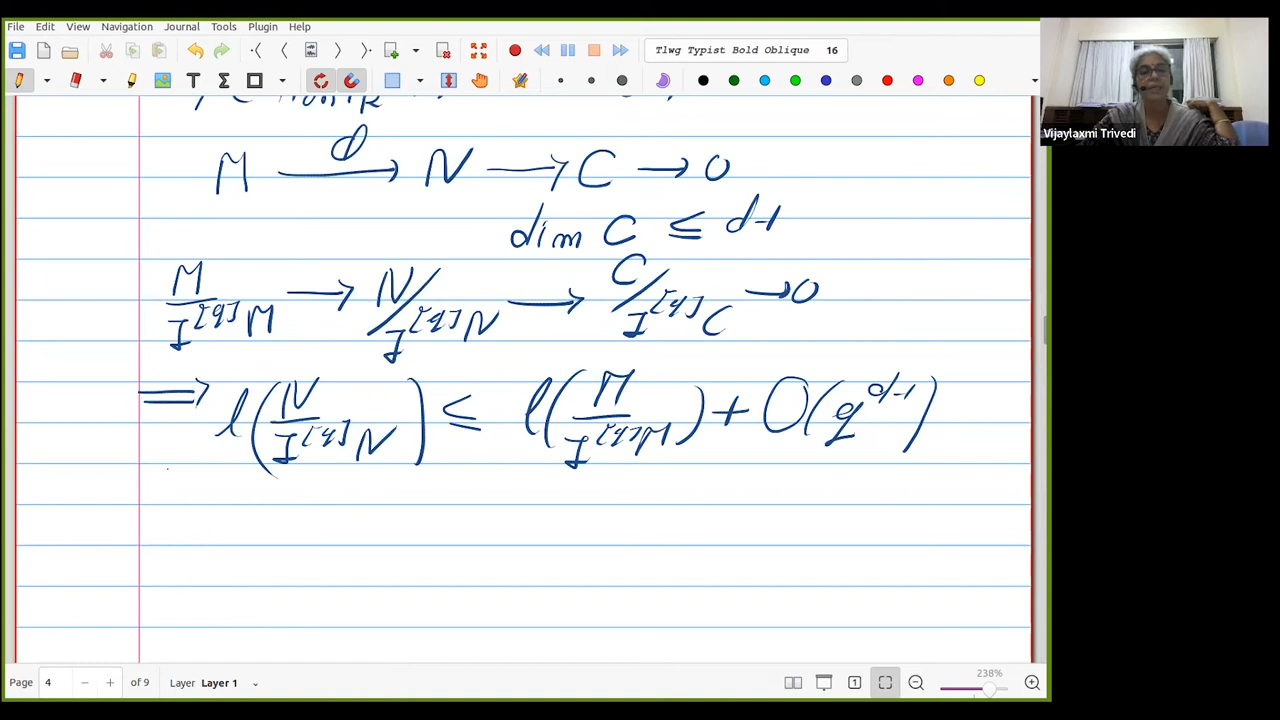 File Edit View Navigation Journal Tools Plugin Help
Tlwg Typist Bold Oblique 16
Vijaylaxmi Trivedi
M —ϕ→ N → C → 0
dim C ≤ d-1
M/I^[q]M → N/I^[q]N → C/I^[q]C → 0
⟹ l(N/I^[q]N) ≤ l(M/I^[q]M) + O(q^d-1)
Page 4 of 9 Layer Layer 1 238%